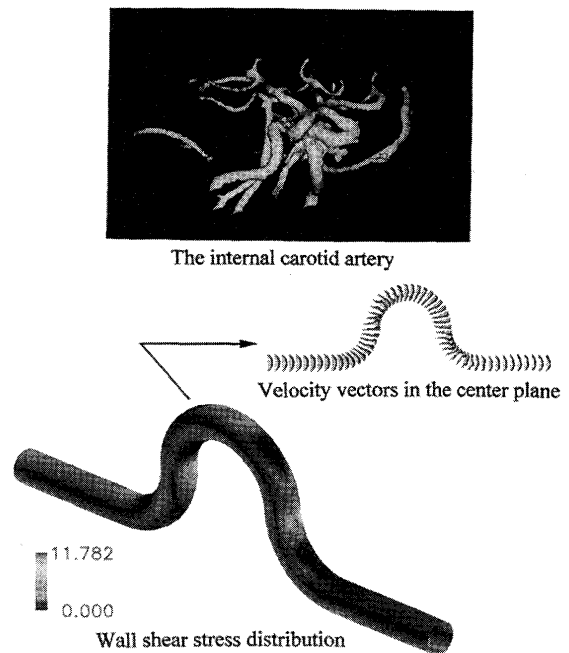 The internal carotid artery
Velocity vectors in the center plane
11.782
0.000
Wall shear stress distribution